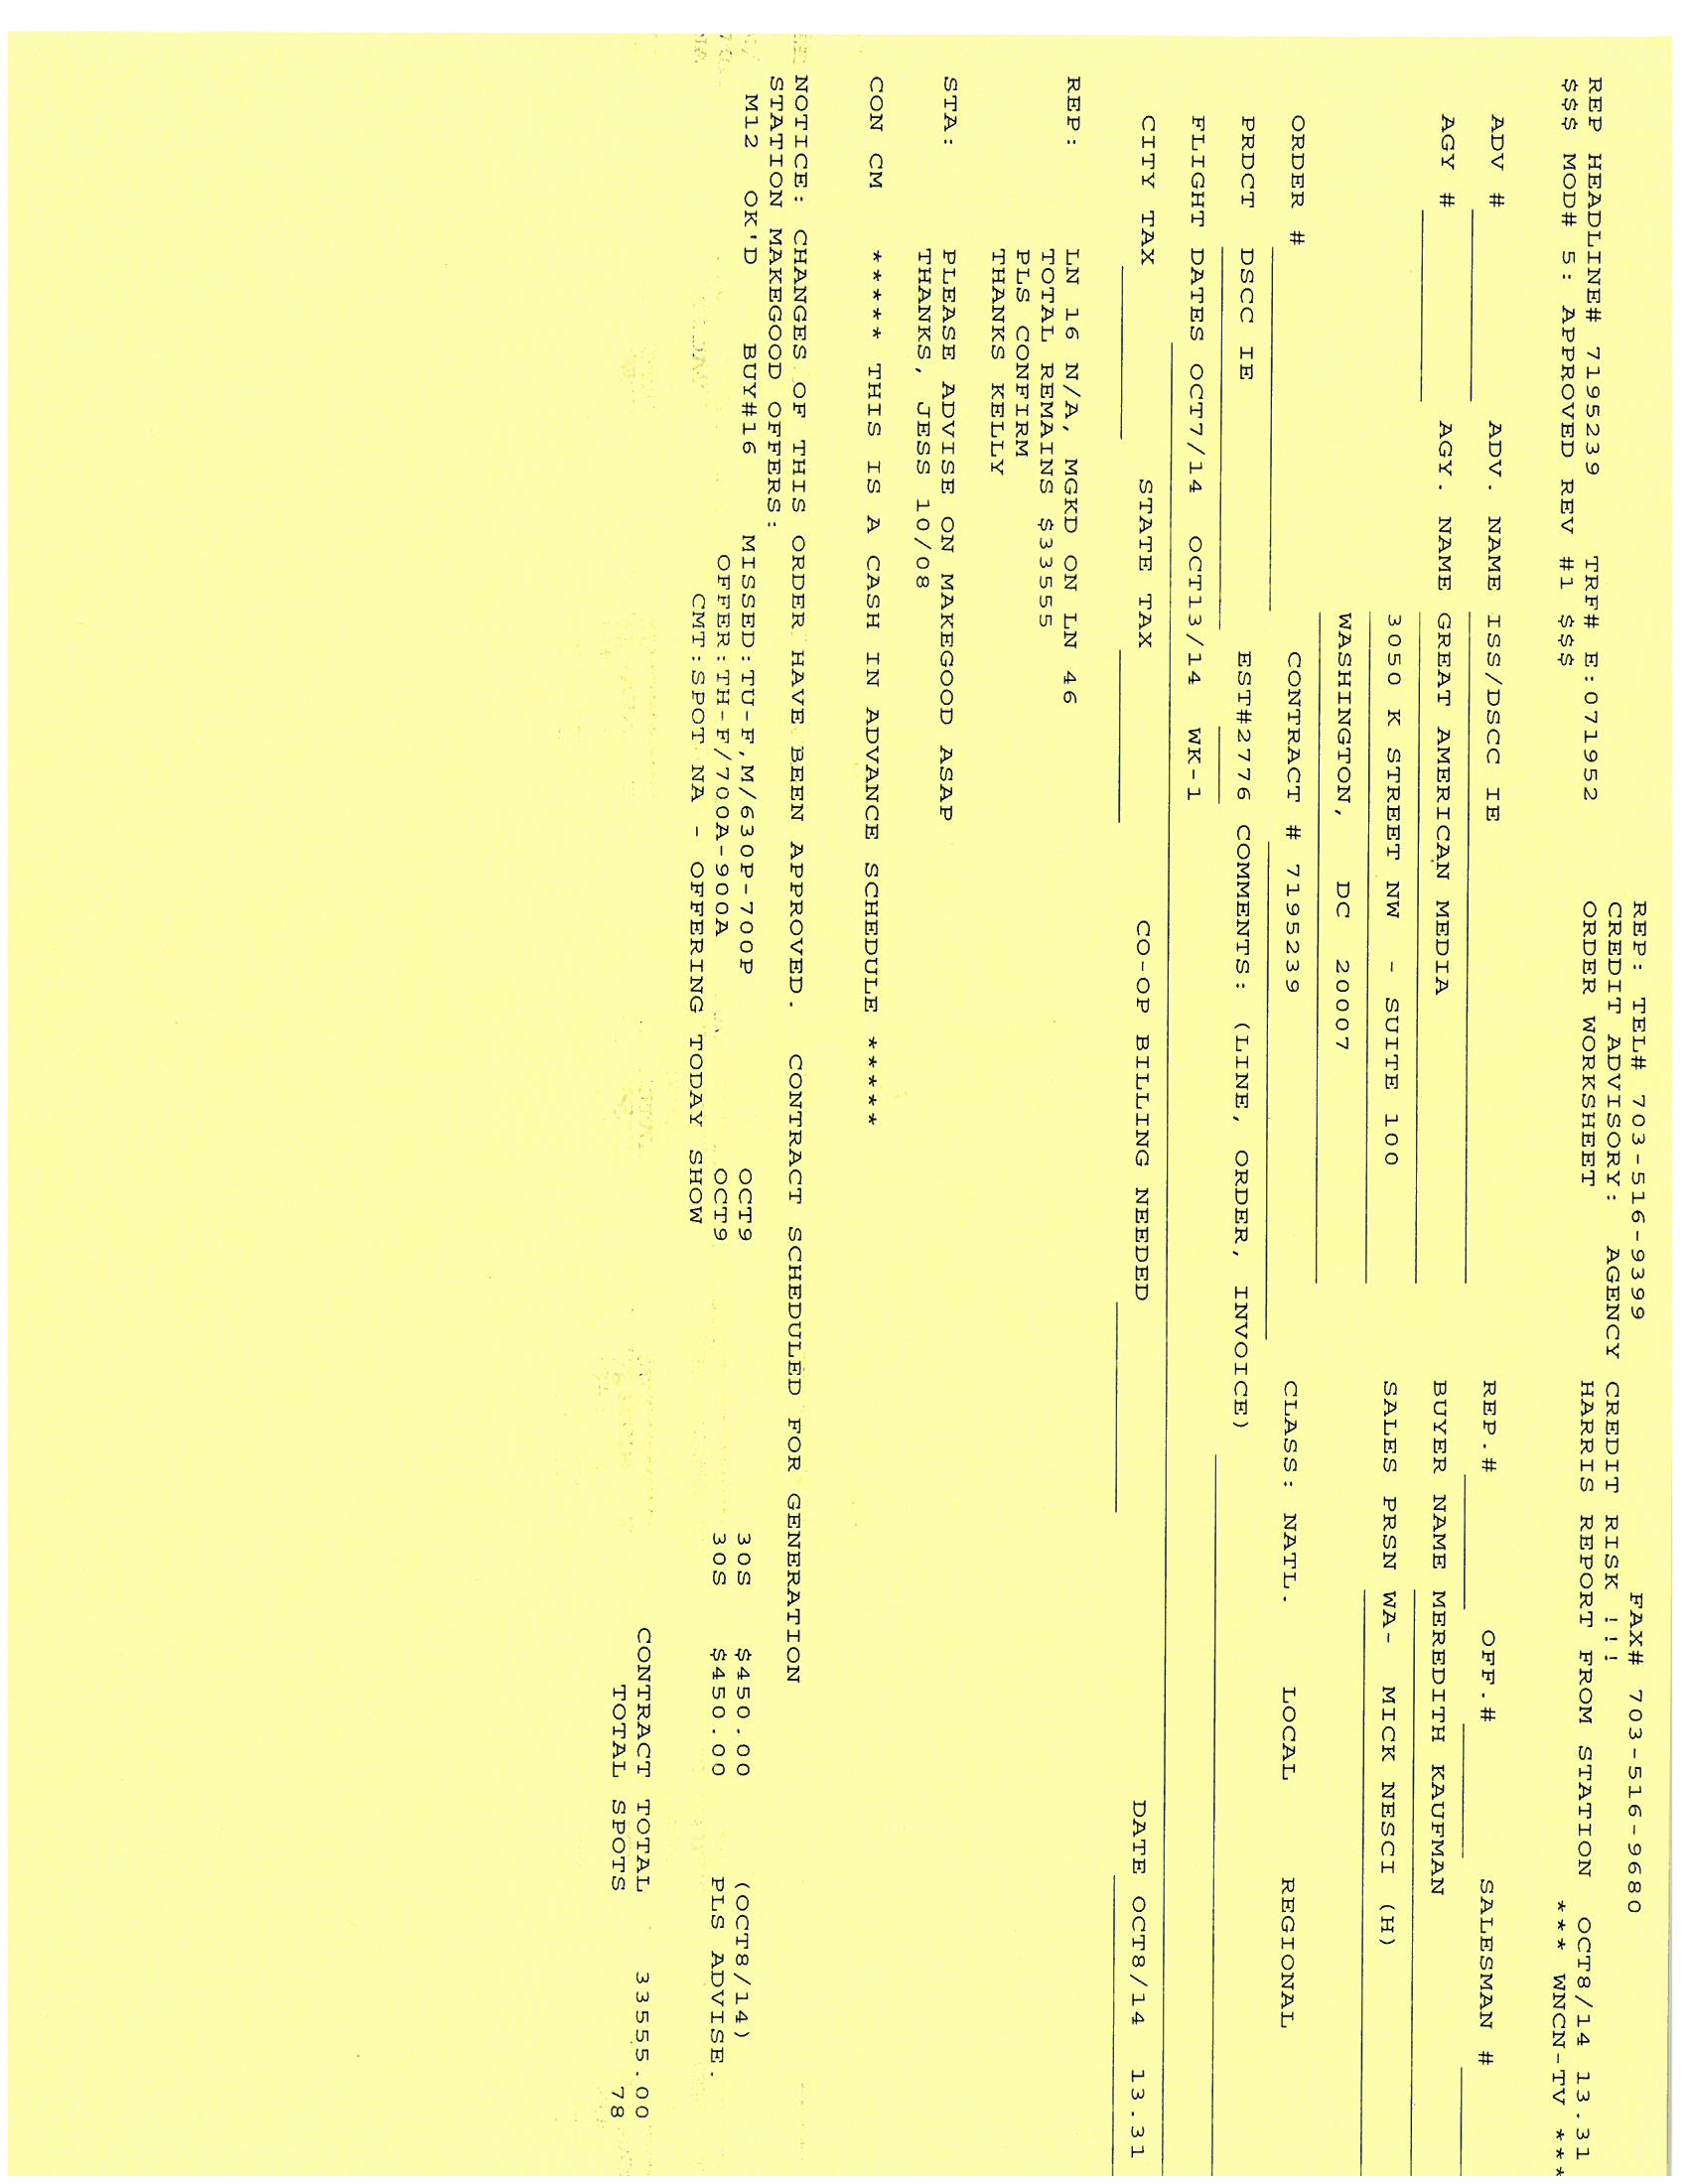 REP: TEL# 703-516-9399 FAX# 703-516-9680
CREDIT ADVISORY: AGENCY CREDIT RISK !!!
REP HEADLINE# 7195239 TRF# E:071952 ORDER WORKSHEET HARRIS REPORT FROM STATION OCT8/14 13.31
$$$ MOD# 5: APPROVED REV #1 $$$ *** WNCN-TV ***
ADV # ADV. NAME ISS/DSCC IE REP.# OFF.# SALESMAN #
AGY # AGY. NAME GREAT AMERICAN MEDIA BUYER NAME MEREDITH KAUFMAN
3050 K STREET NW - SUITE 100 SALES PRSN WA- MICK NESCI (H)
WASHINGTON, DC 20007
ORDER # CONTRACT # 7195239 CLASS: NATL. LOCAL REGIONAL
PRDCT DSCC IE EST#2776 COMMENTS: (LINE, ORDER, INVOICE)
FLIGHT DATES OCT7/14 OCT13/14 WK-1
CITY TAX STATE TAX CO-OP BILLING NEEDED DATE OCT8/14 13.31
REP: LN 16 N/A, MGKD ON LN 46
TOTAL REMAINS $33555
PLS CONFIRM
THANKS KELLY
STA: PLEASE ADVISE ON MAKEGOOD ASAP
THANKS, JESS 10/08
CON CM ***** THIS IS A CASH IN ADVANCE SCHEDULE *****
NOTICE: CHANGES OF THIS ORDER HAVE BEEN APPROVED. CONTRACT SCHEDULED FOR GENERATION
STATION MAKEGOOD OFFERS:
M12 OK'D BUY#16 MISSED:TU-F,M/630P-700P OCT9 30S $450.00 (OCT8/14)
OFFER:TH-F/700A-900A OCT9 30S $450.00 PLS ADVISE.
CMT:SPOT NA - OFFERING TODAY SHOW
CONTRACT TOTAL 33555.00
TOTAL SPOTS 78